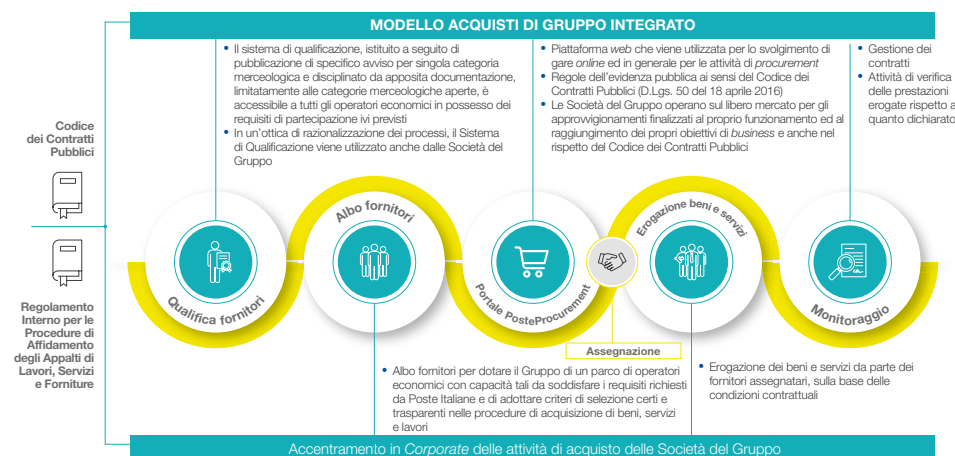 MODELLO ACQUISTI DI GRUPPO INTEGRATO
• Il sistema di qualificazione, istituito a seguito di
pubblicazione di specifico avviso per singola categoria
merceologica e disciplinato da apposita documentazione,
limitatamente alle categorie merceologiche aperte, è
accessibile a tutti gli operatori economici in possesso dei
requisiti di partecipazione ivi previsti
• In un'ottica di razionalizzazione dei processi, il Sistema
di Qualificazione viene utilizzato anche dalle Società del
Gruppo
• Piattaforma web che viene utilizzata per lo svolgimento di
gare online ed in generale per le attività di procurement
• Regole dell'evidenza pubblica ai sensi del Codice dei
Contratti Pubblici (D.Lgs. 50 del 18 aprile 2016)
• Le Società del Gruppo operano sul libero mercato per gli
approvvigionamenti finalizzati al proprio funzionamento ed al
raggiungimento dei propri obiettivi di business e anche nel
rispetto del Codice dei Contratti Pubblici
• Gestione dei
contratti
• Attività di verifica
delle prestazioni
erogate rispetto a
quanto dichiarato
Codice
dei Contratti
Pubblici
Regolamento
Interno per le
Procedure di
Affidamento
degli Appalti di
Lavori, Servizi
e Forniture
Qualifica fornitori
Albo fornitori
Portale PosteProcurement
Erogazione beni e servizi
Monitoraggio
Assegnazione
• Albo fornitori per dotare il Gruppo di un parco di operatori
economici con capacità tali da soddisfare i requisiti richiesti
da Poste Italiane e di adottare criteri di selezione certi e
trasparenti nelle procedure di acquisizione di beni, servizi
e lavori
• Erogazione dei beni e servizi da parte dei
fornitori assegnatari, sulla base delle
condizioni contrattuali
Accentramento in Corporate delle attività di acquisto delle Società del Gruppo